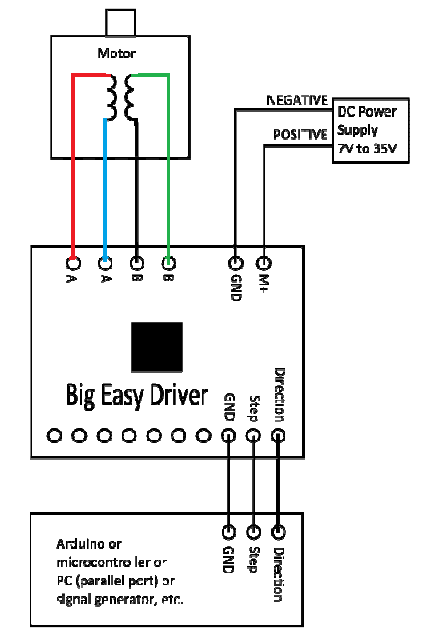 Motor
NEGATIVE
POSITIVE
DC Power
Supply
7V to 35V
A
A
B
B
GND
M+
Big Easy Driver
GND
Step
Direction
Arduino or
microcontroller or
PC (parallel port) or
signal generator, etc.
GND
Step
Direction